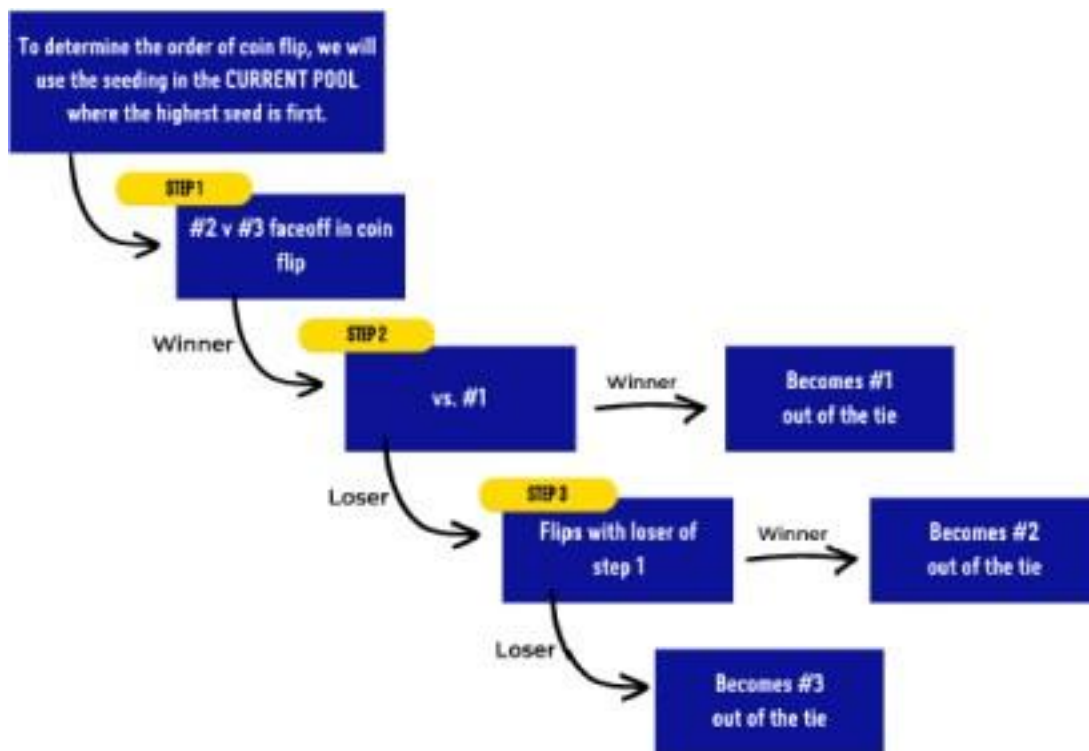 To determine the order of coin flip, we will
use the seeding in the CURRENT POOL
where the highest seed is first.
STEP 1
#2 v #3 faceoff in coin
flip
Winner
STEP 2
vs. #1
Winner
Becomes #1
out of the tie
Loser
STEP 3
Flips with loser of
step 1
Winner
Becomes #2
out of the tie
Loser
Becomes #3
out of the tie